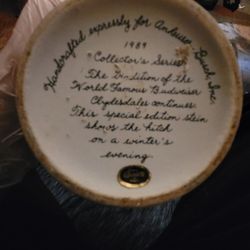 Handcrafted expressly for Anheuser Busch, Inc.
1989
"Collector's Series"
The Tradition of the
World Famous Budweiser
Clydesdales continues.
This special edition stein
shows the hitch
on a winter's
evening.